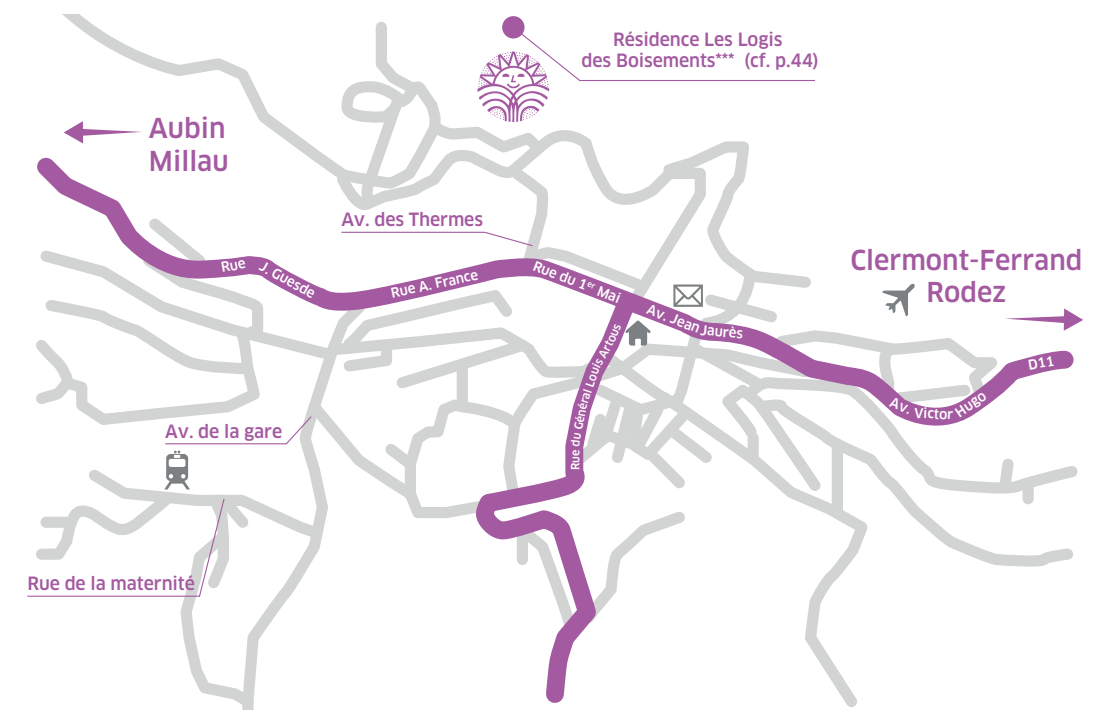 Résidence Les Logis
des Boisements*** (cf. p.44)
Aubin
Millau
Av. des Thermes
Clermont-Ferrand
Rodez
Rue J. Guesde
Rue A. France
Rue du 1er Mai
Av. Jean Jaurès
Rue du Général Louis Artous
D11
Av. Victor Hugo
Av. de la gare
Rue de la maternité